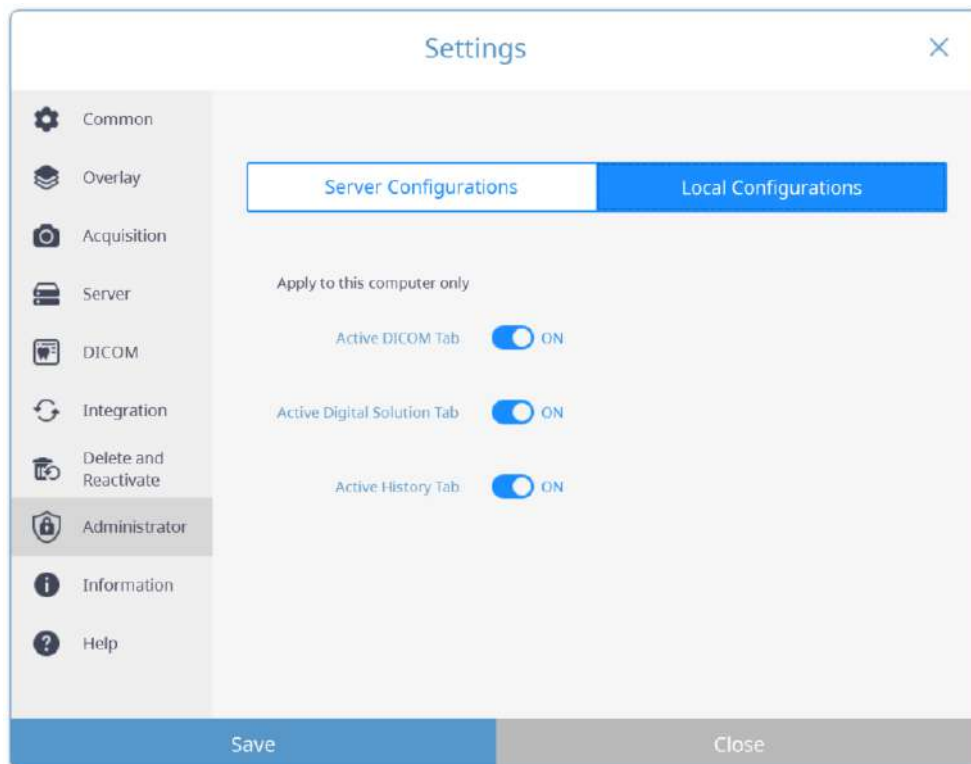 Settings
Common
Overlay
Acquisition
Server
DICOM
Integration
Delete and
Reactivate
Administrator
Information
Help
Server Configurations
Local Configurations
Apply to this computer only
Active DICOM Tab ON
Active Digital Solution Tab ON
Active History Tab ON
Save
Close